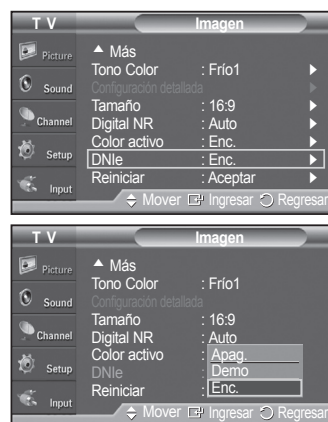 T V
Imagen
Picture
Sound
Channel
Setup
Input
▲ Más
Tono Color : Frío1 ▶
Configuración detallada ▶
Tamaño : 16:9 ▶
Digital NR : Auto ▶
Color activo : Enc. ▶
DNIe : Enc. ▶
Reiniciar : Aceptar ▶
Mover Ingresar Regresar
T V
Imagen
Picture
Sound
Channel
Setup
Input
▲ Más
Tono Color : Frío1
Configuración detallada
Tamaño : 16:9
Digital NR : Auto
Color activo : Apag.
DNIe : Demo
Reiniciar : Enc.
Mover Ingresar Regresar